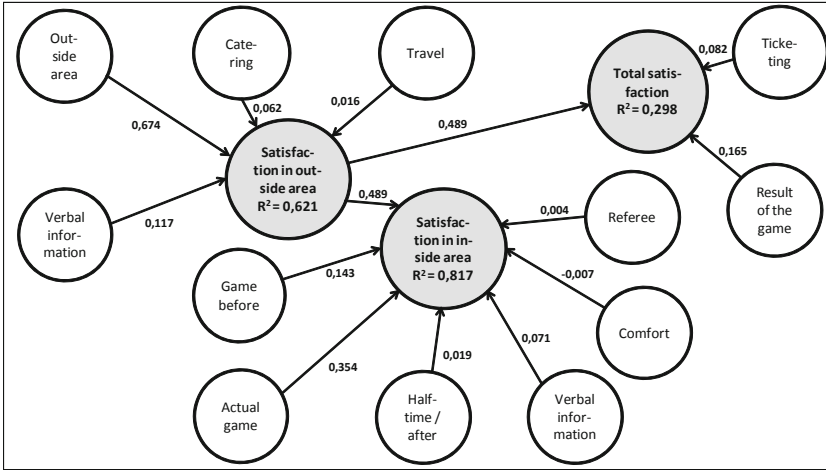 Out-
side
area
Cate-
ring
Travel
Total satis-
faction
R² = 0,298
Ticke-
ting
0,082
0,062
0,016
0,674
0,489
0,165
Satisfac-
tion in out-
side area
R² = 0,621
Verbal
infor-
mation
0,117
0,489
Satisfac-
tion in in-
side area
R² = 0,817
0,004
Referee
Result
of the
game
Game
before
0,143
-0,007
Comfort
Actual
game
0,354
0,019
0,071
Half-
time /
after
Verbal
infor-
mation